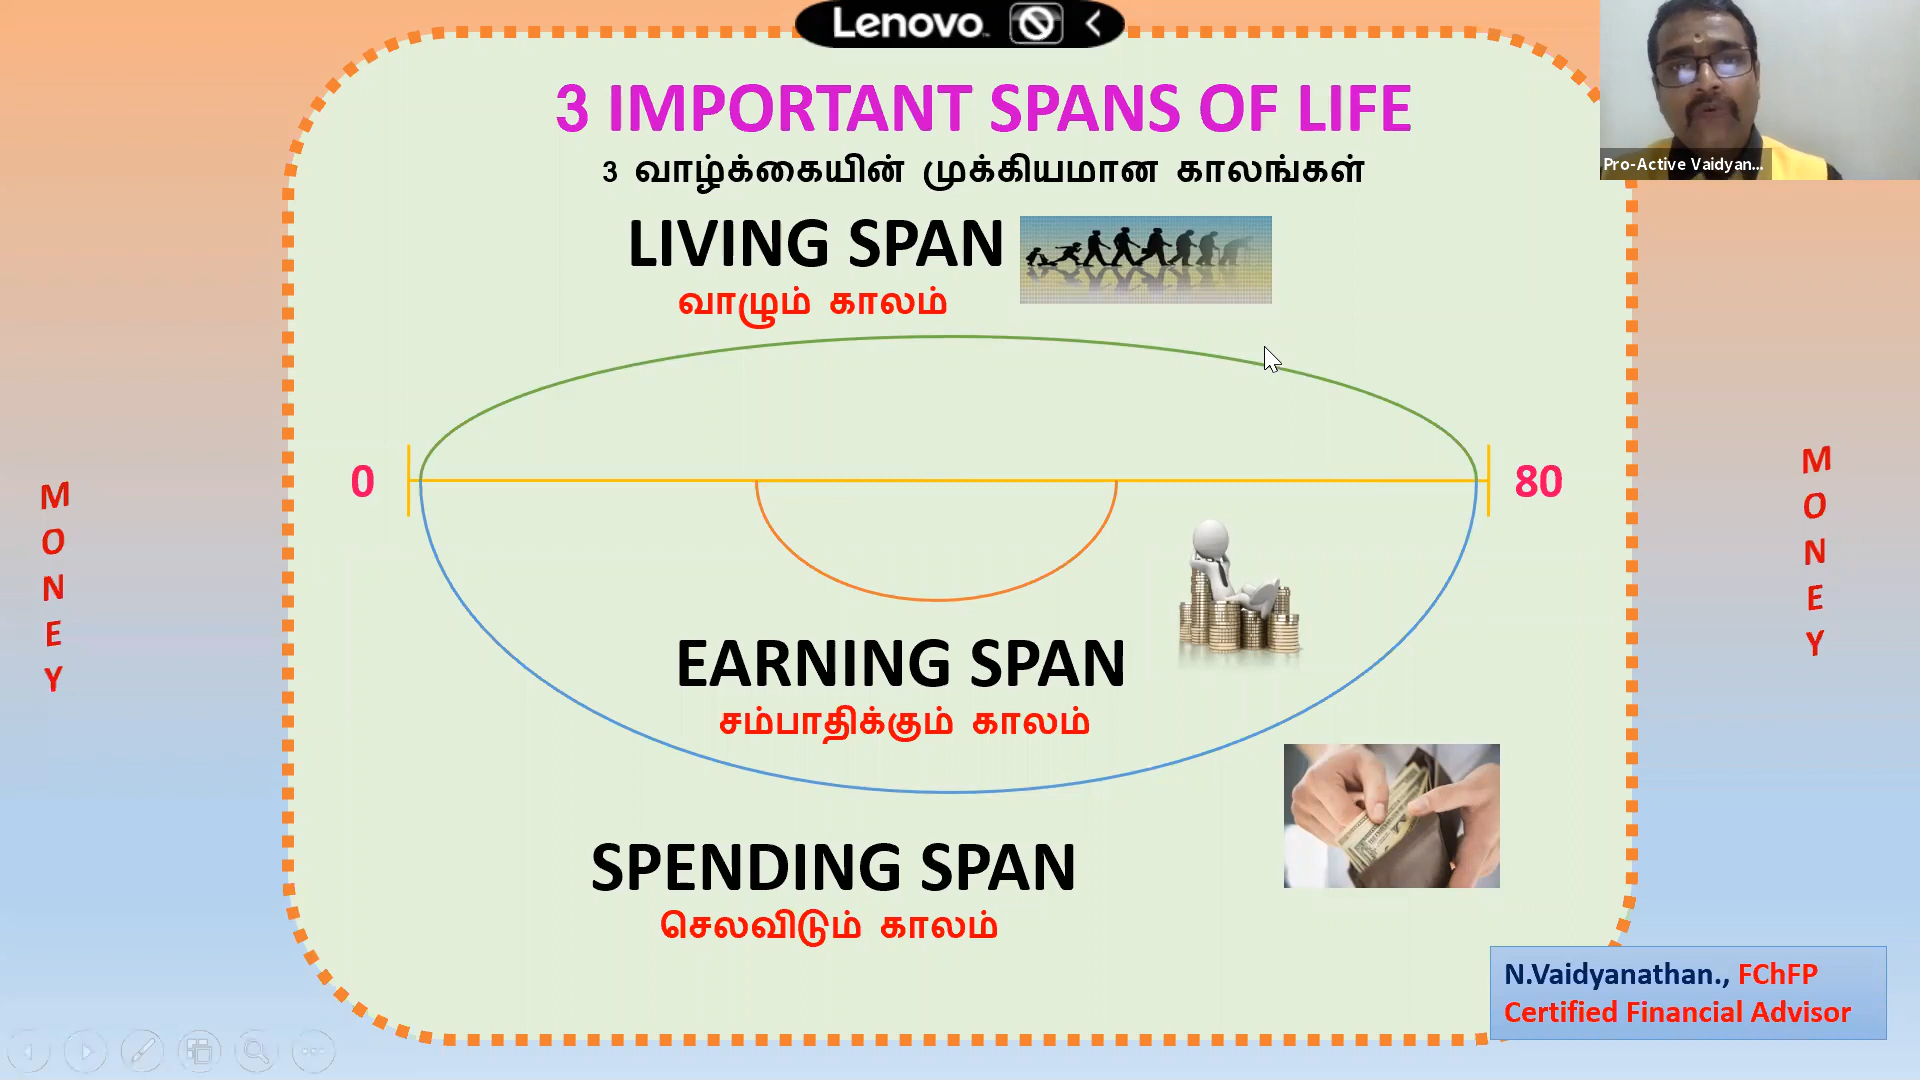 Lenovo
3 IMPORTANT SPANS OF LIFE
3 வாழ்க்கையின் முக்கியமான காலங்கள்
Pro-Active Vaidyan...
LIVING SPAN
வாழும் காலம்
0
80
M
O
N
E
Y
M
O
N
E
Y
EARNING SPAN
சம்பாதிக்கும் காலம்
SPENDING SPAN
செலவிடும் காலம்
N.Vaidyanathan., FChFP
Certified Financial Advisor